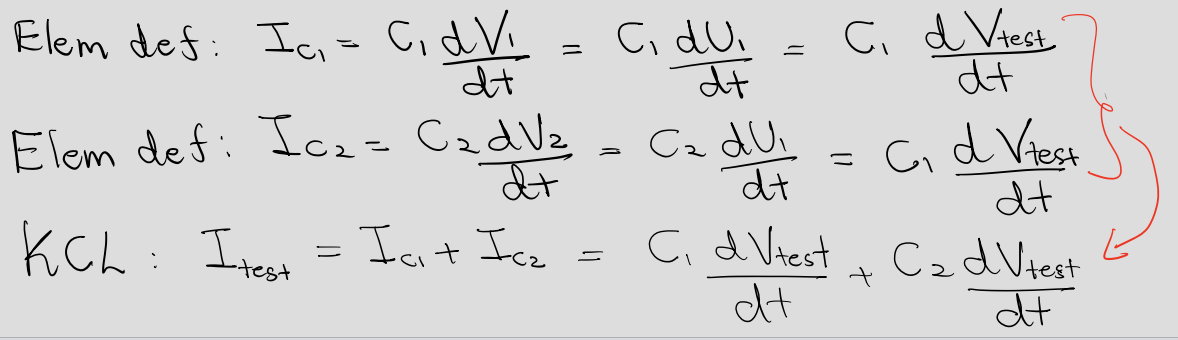 Elem def: I_{C_1} = C_1 \frac{dV_1}{dt} = C_1 \frac{dU_1}{dt} = C_1 \frac{dV_{test}}{dt}
Elem def: I_{C_2} = C_2 \frac{dV_2}{dt} = C_2 \frac{dU_1}{dt} = C_1 \frac{dV_{test}}{dt}
KCL: I_{test} = I_{C_1} + I_{C_2} = C_1 \frac{dV_{test}}{dt} + C_2 \frac{dV_{test}}{dt}